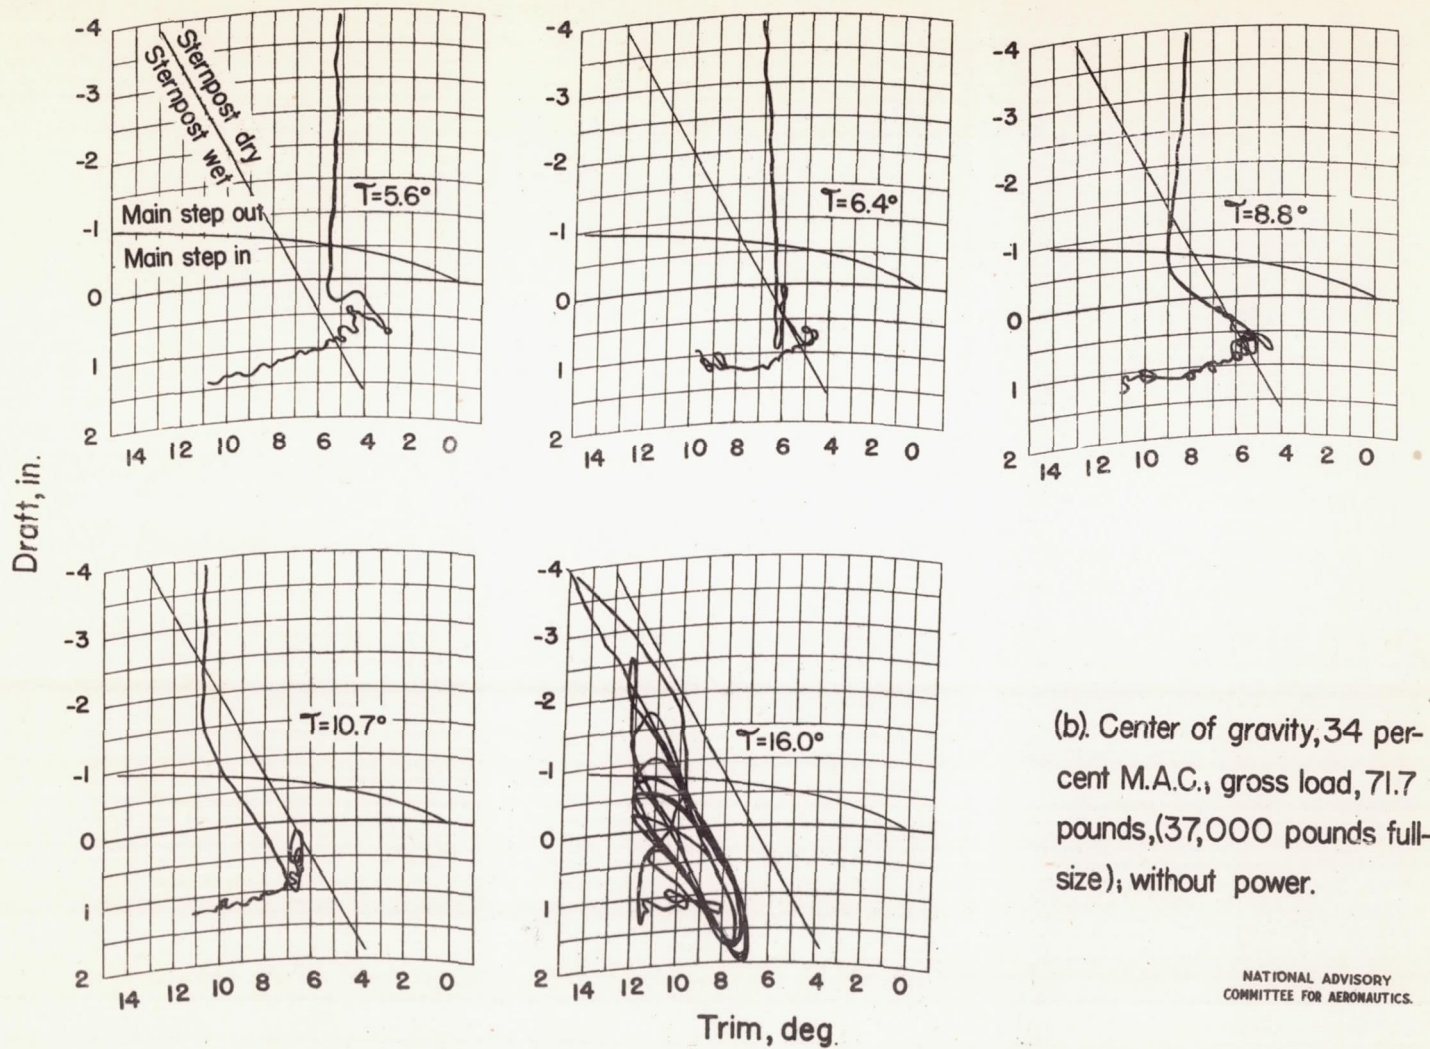 -4
-3
-2
-1
0
1
2
Sternpost dry
Sternpost wet
Main step out
Main step in
τ=5.6°
14 12 10 8 6 4 2 0
-4
-3
-2
-1
0
1
2
τ=6.4°
14 12 10 8 6 4 2 0
-4
-3
-2
-1
0
1
2
τ=8.8°
14 12 10 8 6 4 2 0
Draft, in.
-4
-3
-2
-1
0
1
2
τ=10.7°
14 12 10 8 6 4 2 0
-4
-3
-2
-1
0
1
2
τ=16.0°
12 14 10 12 8 6 4 2 0
Trim, deg
(b). Center of gravity, 34 per-
cent M.A.C.; gross load, 71.7
pounds,(37,000 pounds full-
size); without power.
NATIONAL ADVISORY
COMMITTEE FOR AERONAUTICS.